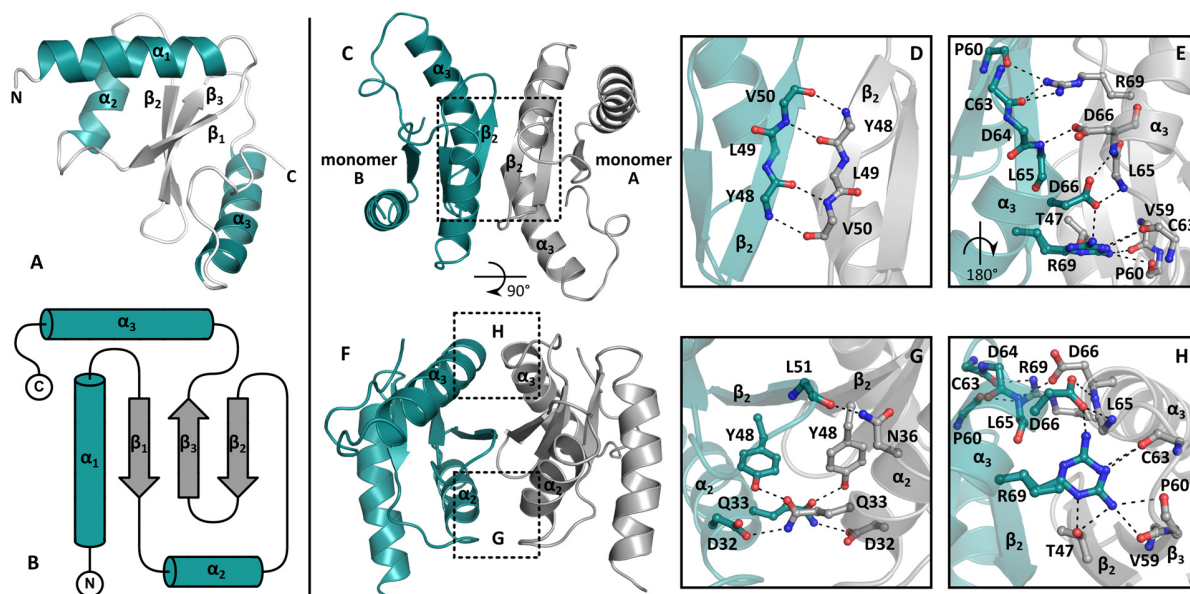 α1
N
α2
β2
β3
β1
C
α3
A
α3
C
α1
β1
β3
β2
α2
B
N
C
α3
β2
β2
monomer
B
monomer
A
α3
90°
F
H
α3
α3
α2
α2
G
D
V50
β2
Y48
L49
L49
Y48
V50
β2
P60
E
R69
C63
D66
α3
D64
L65
L65
D66
V59
α3
T47
C63
180°
R69
P60
L51
G
β2
β2
Y48
Y48
N36
α2
α2
Q33
Q33
D32
D32
D64
D66
H
R69
C63
L65
α3
P60
L65
D66
C63
α3
P60
R69
β2
T47
V59
β3
β2